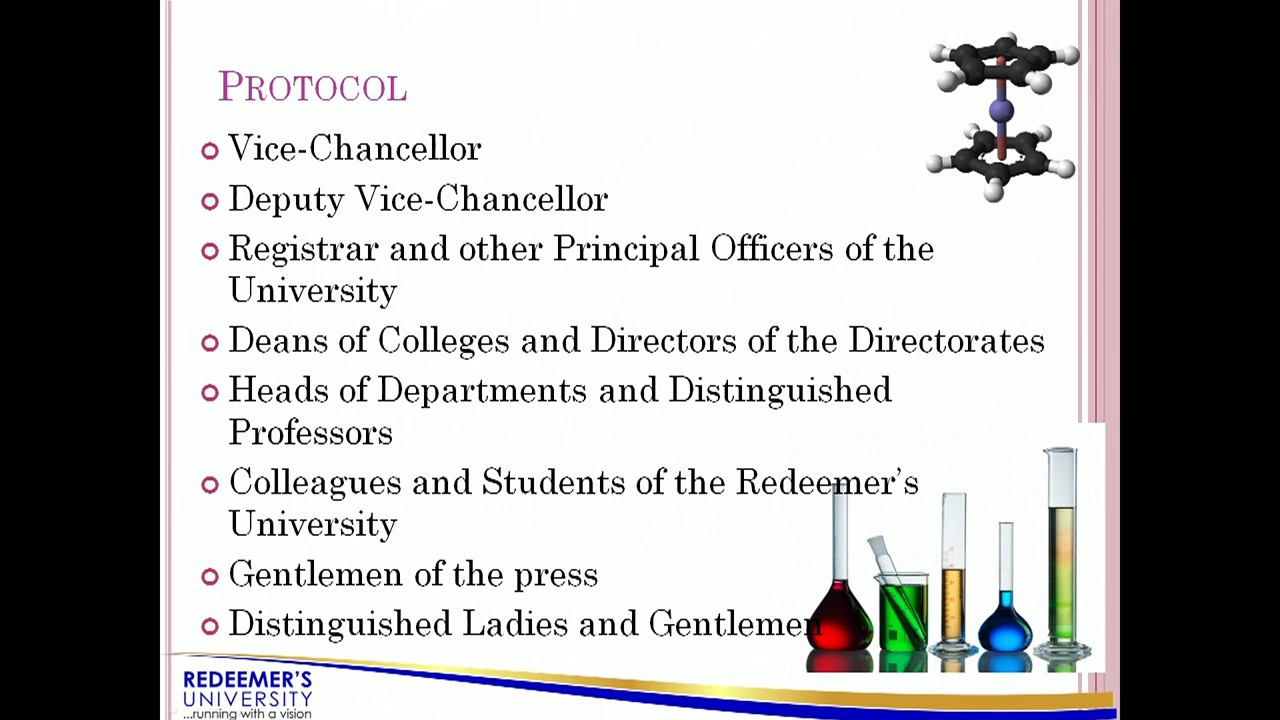 PROTOCOL
Vice-Chancellor
Deputy Vice-Chancellor
Registrar and other Principal Officers of the
University
Deans of Colleges and Directors of the Directorates
Heads of Departments and Distinguished
Professors
Colleagues and Students of the Redeemer's
University
Gentlemen of the press
Distinguished Ladies and Gentlemen
REDEEMER'S
UNIVERSITY
...running with a vision